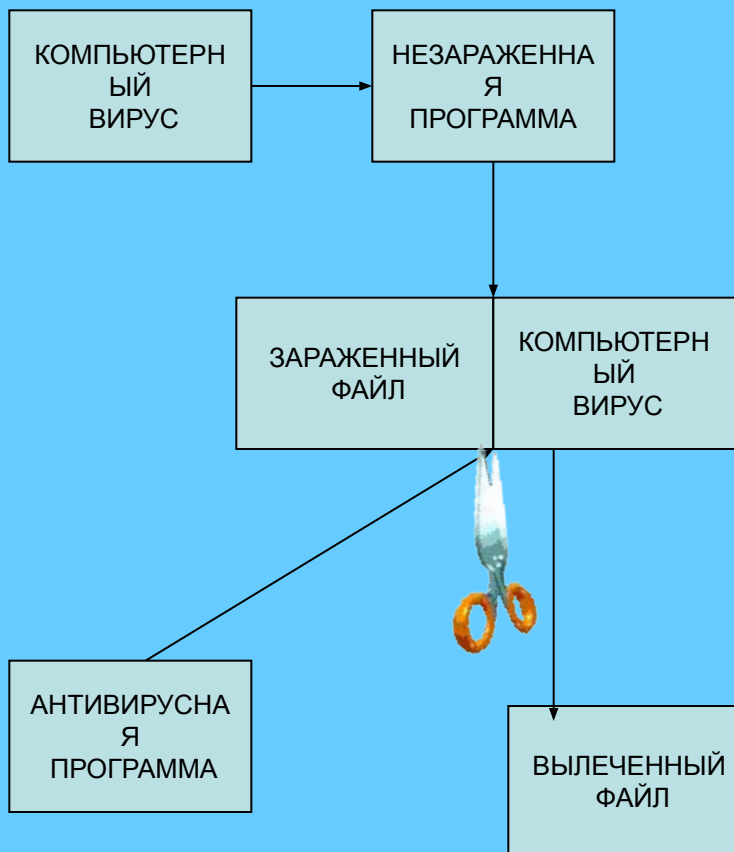 КОМПЬЮТЕРН
ЫЙ
ВИРУС
НЕЗАРАЖЕННА
Я
ПРОГРАММА
ЗАРАЖЕННЫЙ
ФАЙЛ
КОМПЬЮТЕРН
ЫЙ
ВИРУС
АНТИВИРУСНА
Я
ПРОГРАММА
ВЫЛЕЧЕННЫЙ
ФАЙЛ